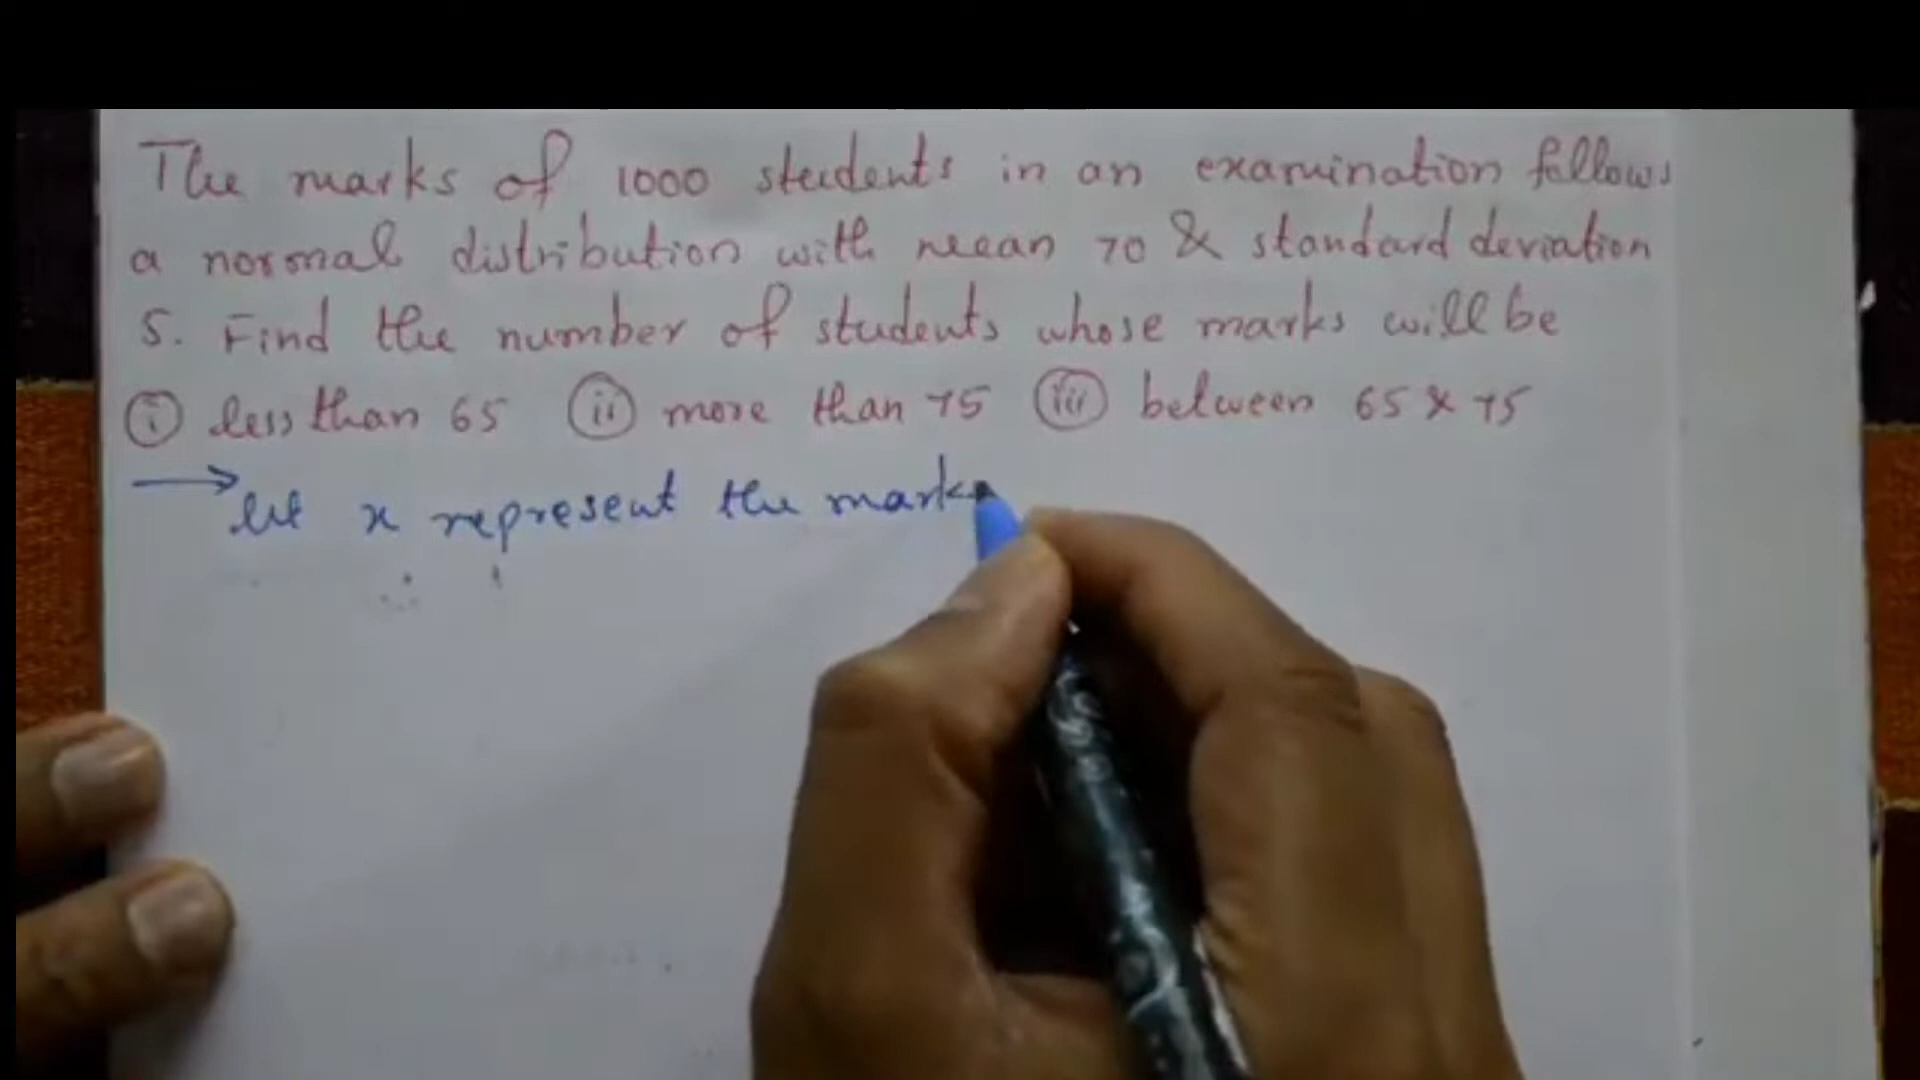 The marks of 1000 students in an examination follows
a normal distribution with mean 70 & standard deviation
5. Find the number of students whose marks will be
(i) less than 65 (ii) more than 75 (iii) between 65 & 75
→ let x represent the marks